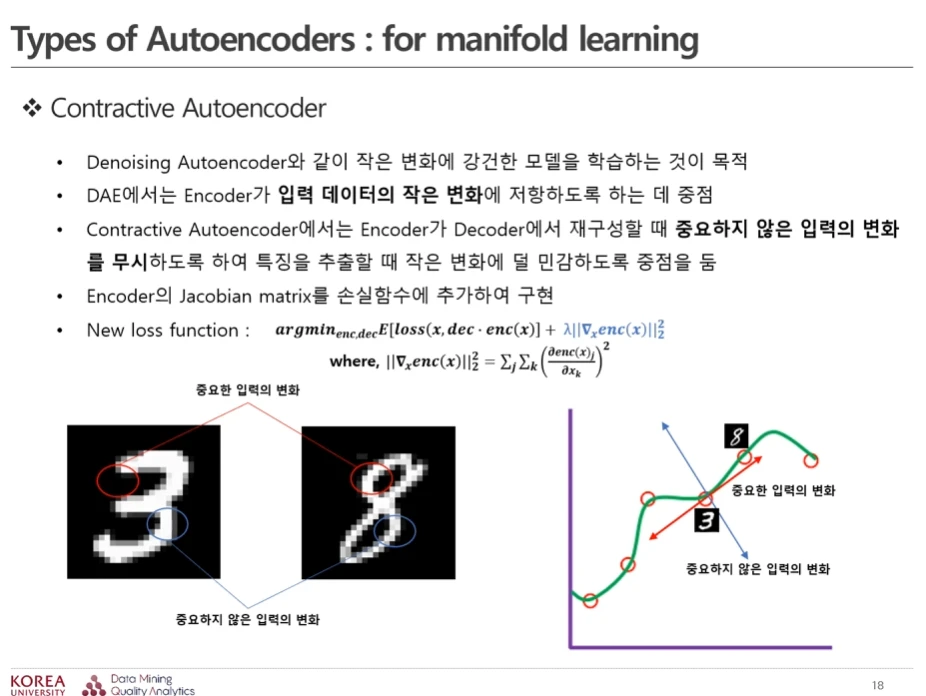 Types of Autoencoders : for manifold learning
❖ Contractive Autoencoder
• Denoising Autoencoder와 같이 작은 변화에 강건한 모델을 학습하는 것이 목적
• DAE에서는 Encoder가 입력 데이터의 작은 변화에 저항하도록 하는 데 중점
• Contractive Autoencoder에서는 Encoder가 Decoder에서 재구성할 때 중요하지 않은 입력의 변화
를 무시하도록 하여 특징을 추출할 때 작은 변화에 덜 민감하도록 중점을 둠
• Encoder의 Jacobian matrix를 손실함수에 추가하여 구현
• New loss function : argmin_{enc,dec}E[loss(x, dec · enc(x)] + λ||∇_x enc(x)||₂²
where, ||∇_x enc(x)||₂² = Σ_j Σ_k (∂enc(x)_j / ∂x_k)²
중요한 입력의 변화
8
중요한 입력의 변화
3
중요하지 않은 입력의 변화
3 8
중요하지 않은 입력의 변화
KOREA
UNIVERSITY
Data Mining
Quality Analytics
18